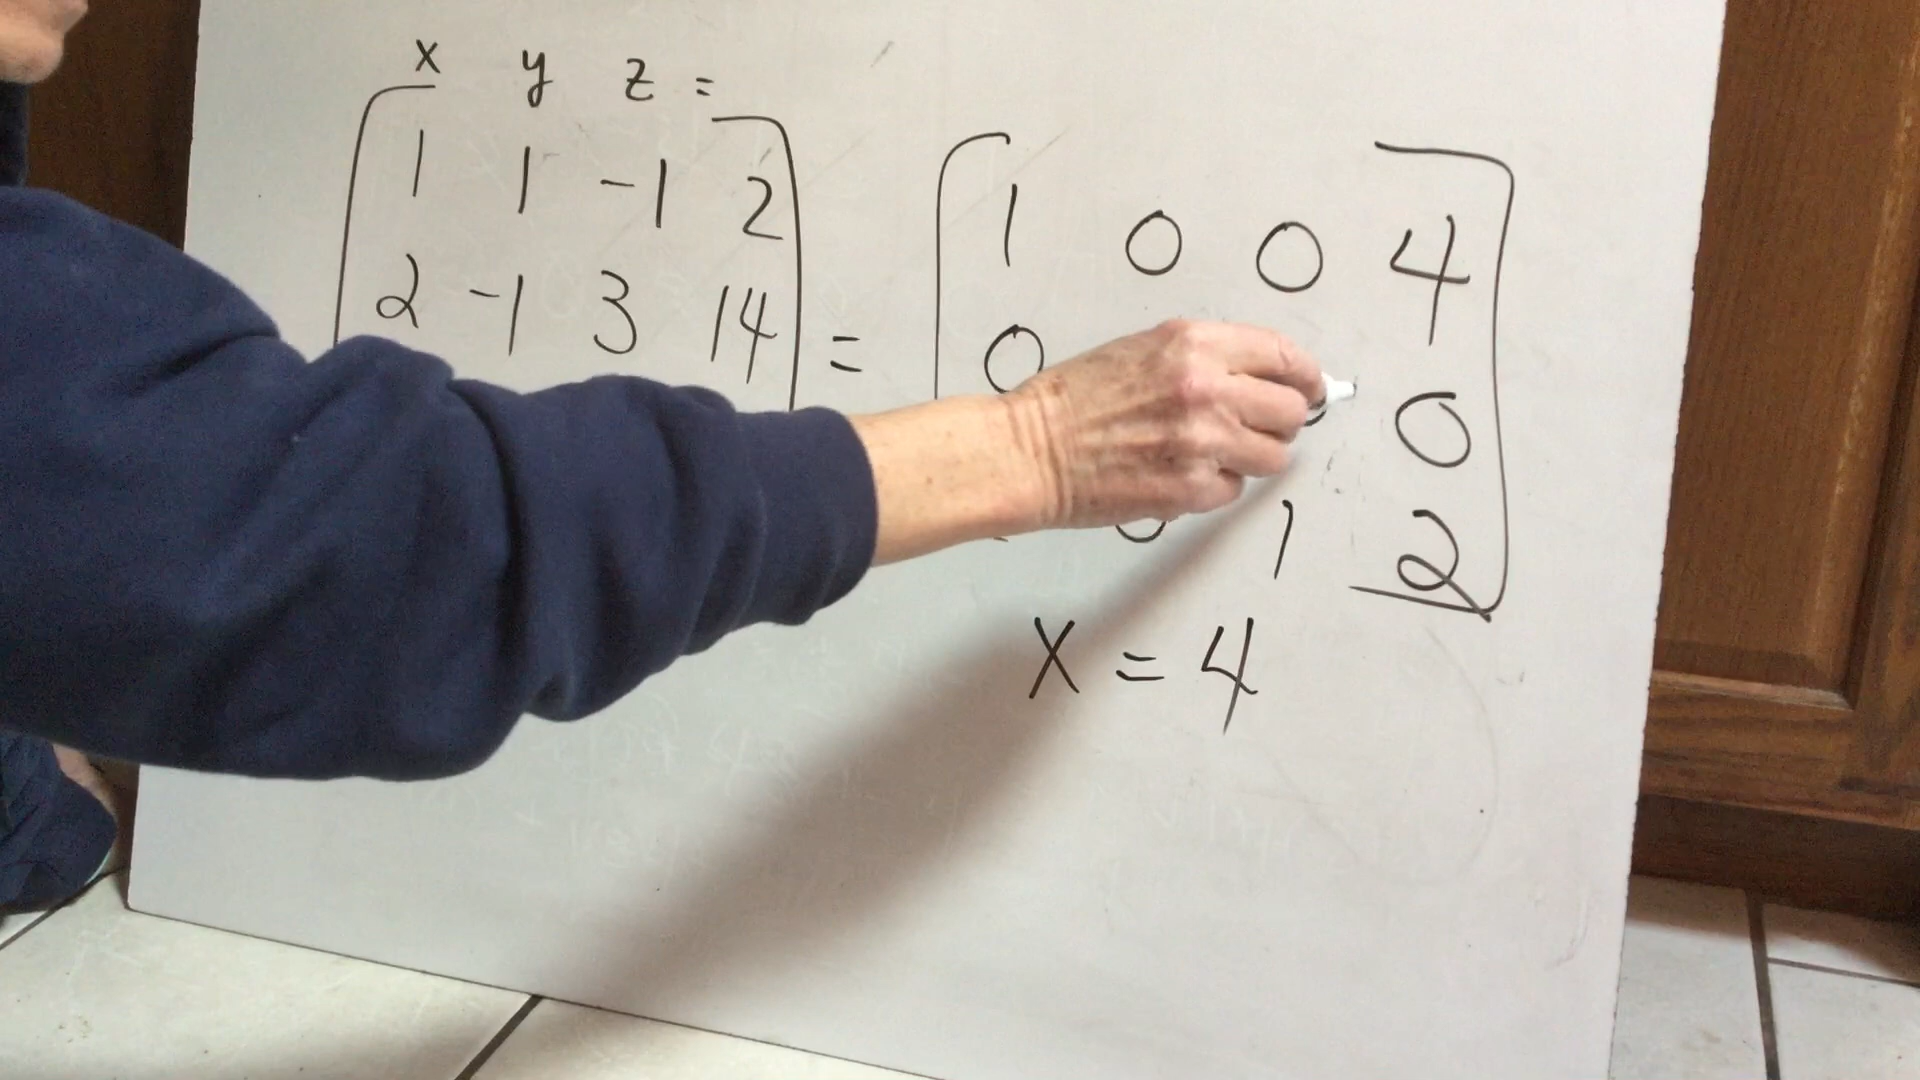 x y z =
1 1 -1 2
2 -1 3 14
=
1 0 0 4
0 0
1 2
x = 4